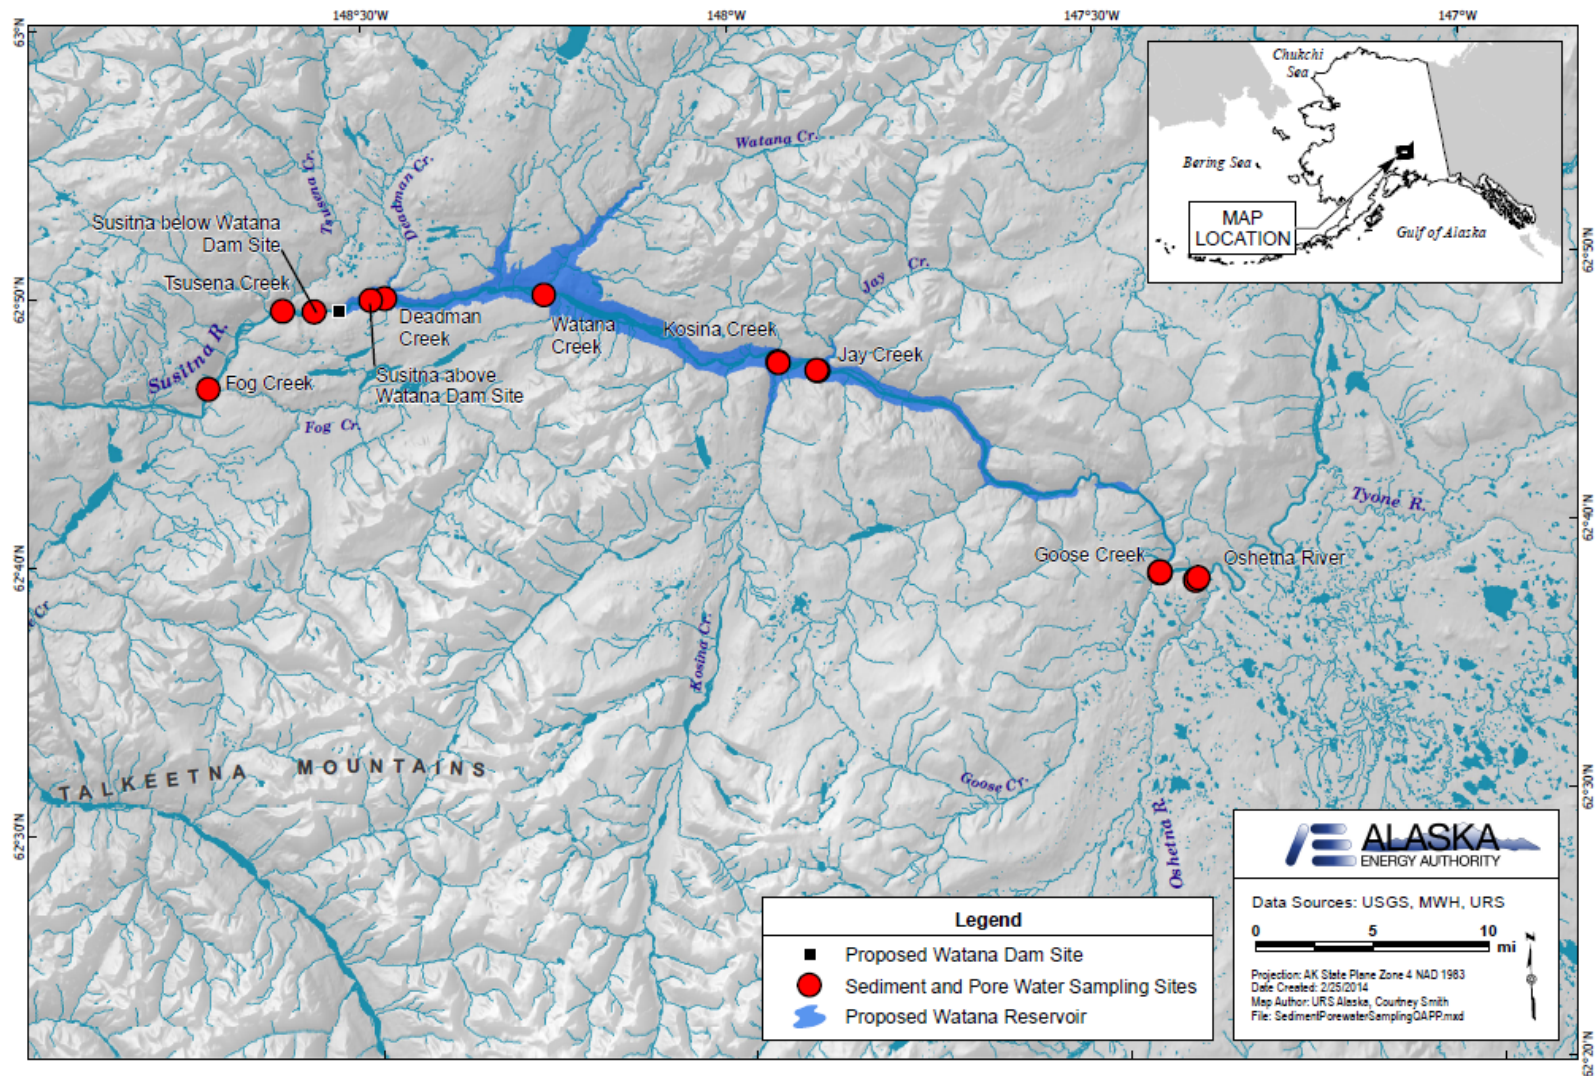 148°30'W
148°W
147°30'W
147°W
63°N
Chukchi
Sea
Bering Sea
MAP
LOCATION
Gulf of Alaska
Watana Cr.
Tsusena Cr.
Deadman Cr.
Susitna below Watana
Dam Site
Tsusena Creek
62°50'N
62°50'N
Jay Cr.
Deadman
Creek
Watana
Creek
Kosina Creek
Jay Creek
Susitna R.
Fog Creek
Susitna above
Watana Dam Site
Fog Cr.
Tyone R.
Goose Creek
Oshetna River
62°40'N
62°40'N
e Cr
Kosina Cr.
TALKEETNA MOUNTAINS
Goose Cr.
Oshetna R.
62°30'N
62°30'N
ALASKA
ENERGY AUTHORITY
Data Sources: USGS, MWH, URS
0 5 10
mi
N
Projection: AK State Plane Zone 4 NAD 1983
Date Created: 2/25/2014
Map Author: URS Alaska, Courtney Smith
File: SedimentPorewaterSamplingQAPP.mxd
Legend
Proposed Watana Dam Site
Sediment and Pore Water Sampling Sites
Proposed Watana Reservoir
62°20'N